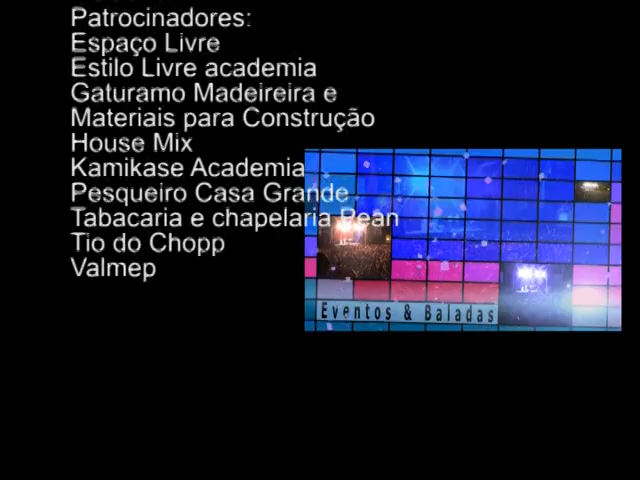 Patrocinadores:
Espaço Livre
Estilo Livre academia
Gaturamo Madeireira e
Materiais para Construção
House Mix
Kamikase Academia
Pesqueiro Casa Grande
Tabacaria e chapelaria Pean
Tio do Chopp
Valmep
Eventos & Baladas